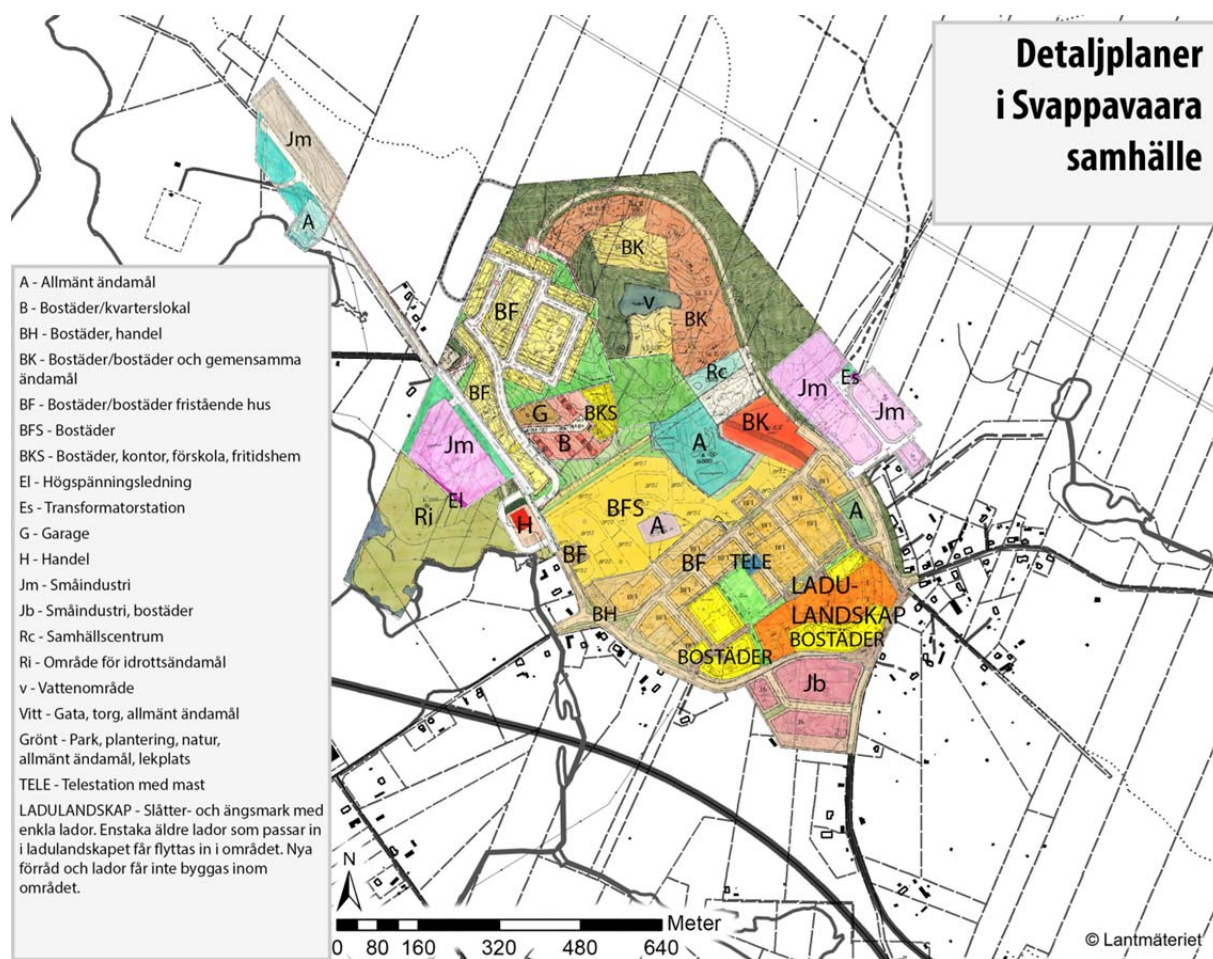 Detaljplaner
i Svappavaara
samhälle
A - Allmänt ändamål
B - Bostäder/kvarterslokal
BH - Bostäder, handel
BK - Bostäder/bostäder och gemensamma
ändamål
BF - Bostäder/bostäder fristående hus
BFS - Bostäder
BKS - Bostäder, kontor, förskola, fritidshem
El - Högspänningsledning
Es - Transformatorstation
G - Garage
H - Handel
Jm - Småindustri
Jb - Småindustri, bostäder
Rc - Samhällscentrum
Ri - Område för idrottsändamål
v - Vattenområde
Vitt - Gata, torg, allmänt ändamål
Grönt - Park, plantering, natur,
allmänt ändamål, lekplats
TELE - Telestation med mast
LADULANDSKAP - Slåtter- och ängsmark med
enkla lador. Enstaka äldre lador som passar in
i ladulandskapet får flyttas in i området. Nya
förråd och lador får inte byggas inom
området.
Jm
A
BK
v
BF
BK
Rc
Jm
Es
Jm
BF
G
BKS
B
A
BK
Jm
El
Ri
H
BFS
A
A
BF
BF
TELE
LADU-
LANDSKAP
BH
BOSTÄDER
BOSTÄDER
Jb
N
Meter
0 80 160 320 480 640
© Lantmäteriet